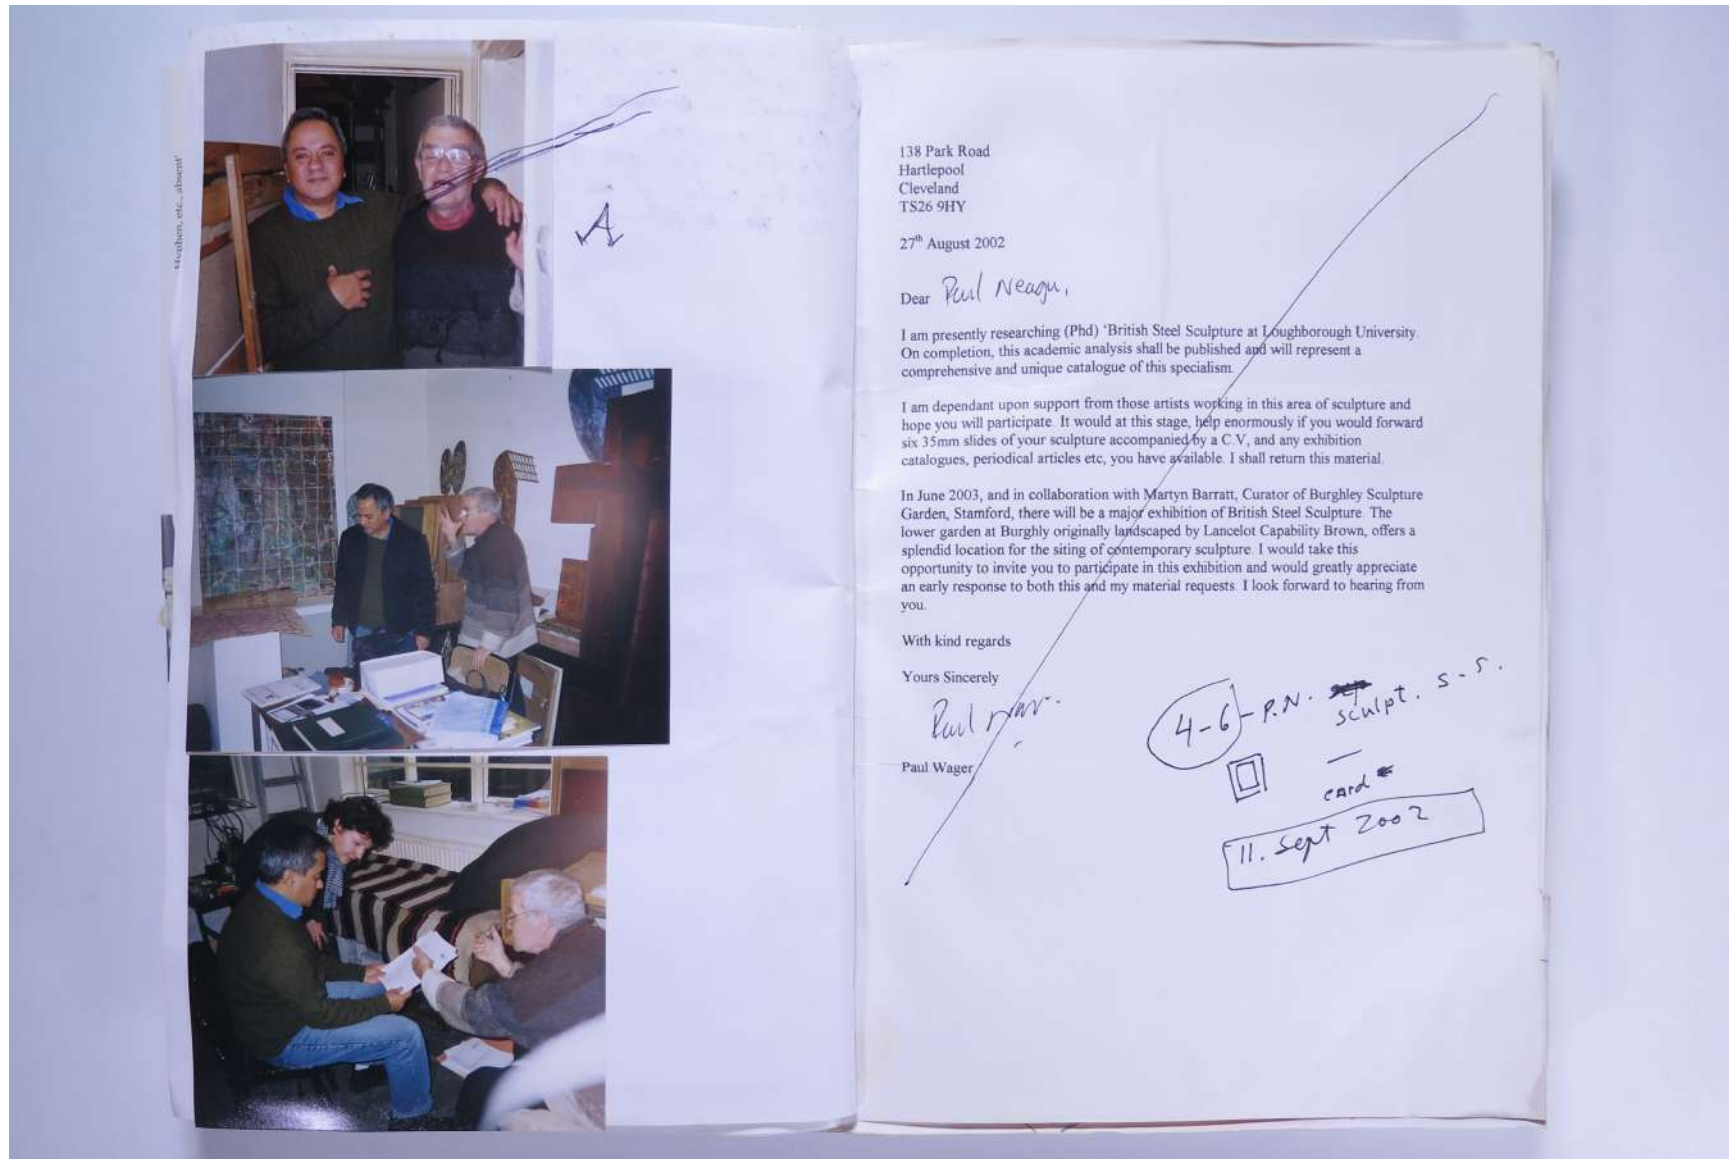 Stephen, etc., absent'
A
138 Park Road
Hartlepool
Cleveland
TS26 9HY
27th August 2002
Dear Paul Neagu,
I am presently researching (Phd) 'British Steel Sculpture at Loughborough University.
On completion, this academic analysis shall be published and will represent a
comprehensive and unique catalogue of this specialism.
I am dependant upon support from those artists working in this area of sculpture and
hope you will participate. It would at this stage, help enormously if you would forward
six 35mm slides of your sculpture accompanied by a C.V, and any exhibition
catalogues, periodical articles etc, you have available. I shall return this material.
In June 2003, and in collaboration with Martyn Barratt, Curator of Burghley Sculpture
Garden, Stamford, there will be a major exhibition of British Steel Sculpture. The
lower garden at Burghly originally landscaped by Lancelot Capability Brown, offers a
splendid location for the siting of contemporary sculpture. I would take this
opportunity to invite you to participate in this exhibition and would greatly appreciate
an early response to both this and my material requests. I look forward to hearing from
you.
With kind regards
Yours Sincerely
Paul
Paul Wager
4-6 - P.N. sculpt. s-s.
card
11. Sept 2002